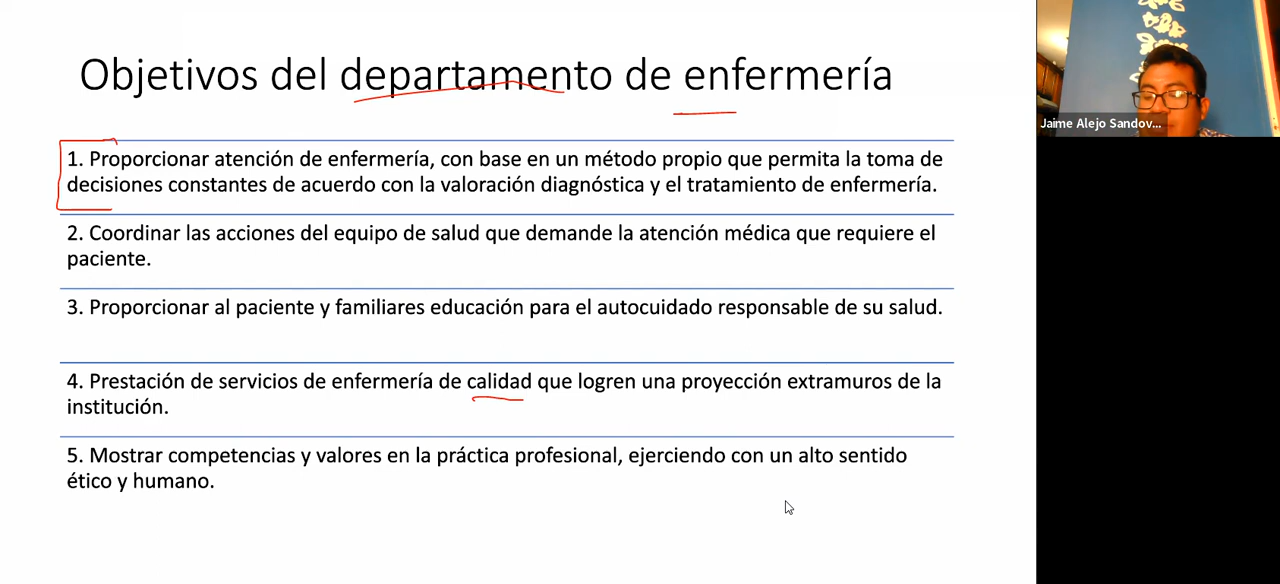 Objetivos del departamento de enfermería
1. Proporcionar atención de enfermería, con base en un método propio que permita la toma de
decisiones constantes de acuerdo con la valoración diagnóstica y el tratamiento de enfermería.
2. Coordinar las acciones del equipo de salud que demande la atención médica que requiere el
paciente.
3. Proporcionar al paciente y familiares educación para el autocuidado responsable de su salud.
4. Prestación de servicios de enfermería de calidad que logren una proyección extramuros de la
institución.
5. Mostrar competencias y valores en la práctica profesional, ejerciendo con un alto sentido
ético y humano.
Jaime Alejo Sandov...